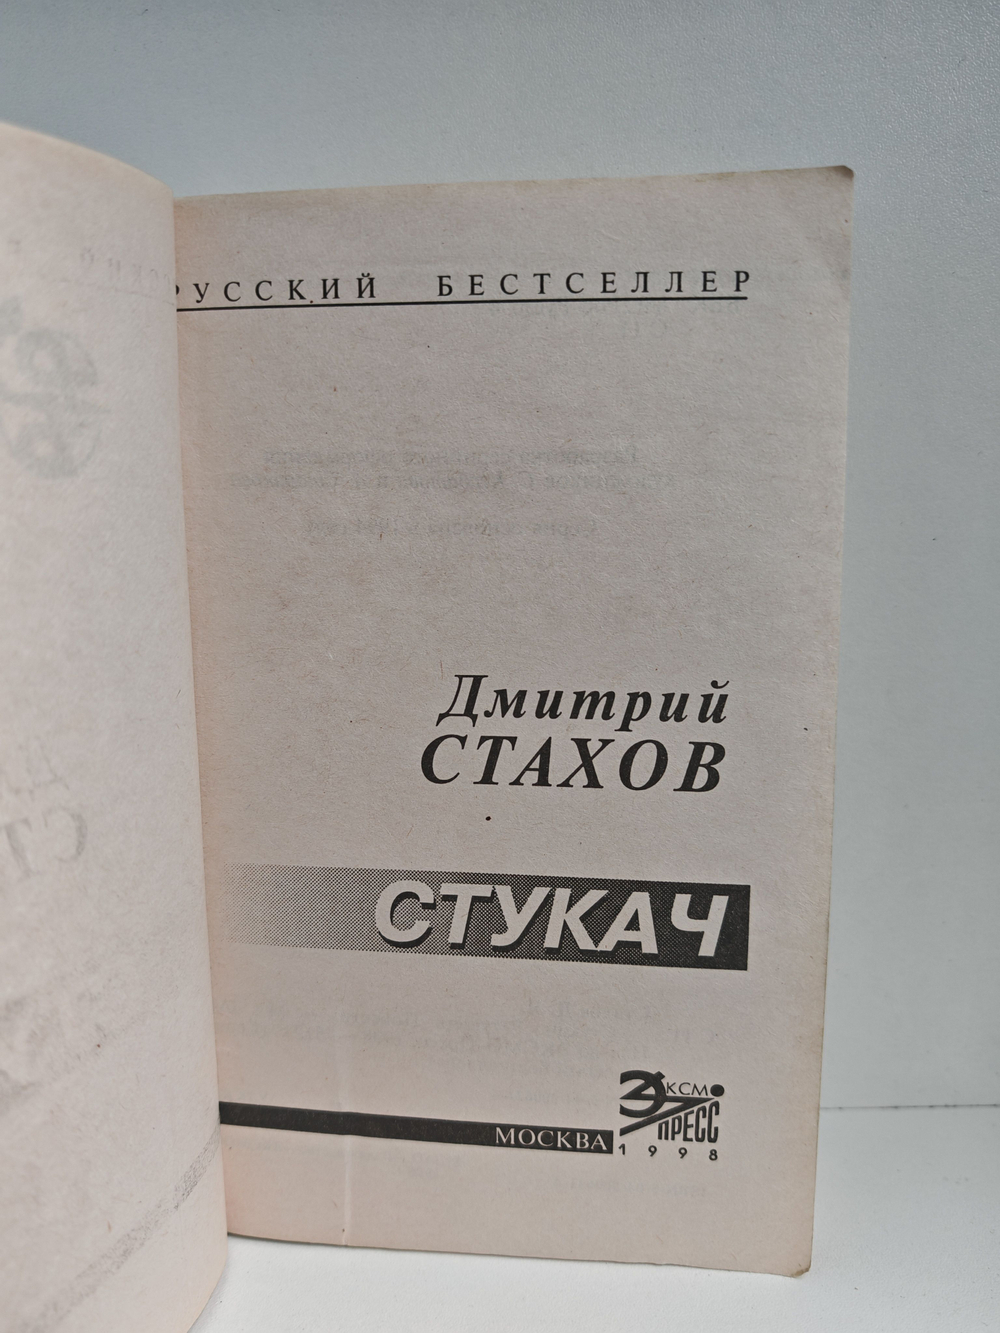 РУССКИЙ БЕСТСЕЛЛЕР
Дмитрий
СТАХОВ
СТУКАЧ
МОСКВА
ЭКСМО
ПРЕСС
1998